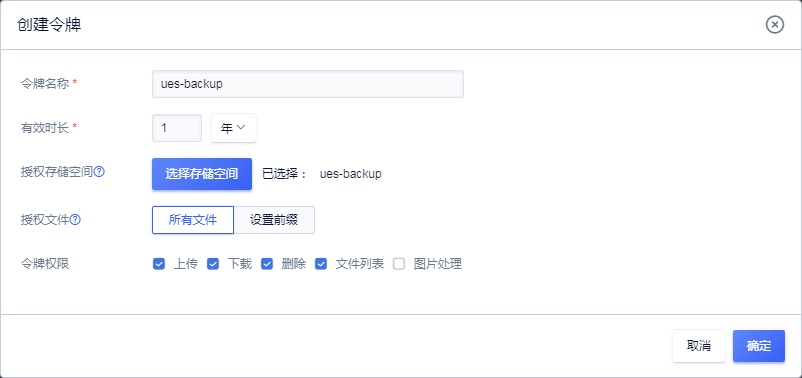 创建令牌
令牌名称 * ues-backup
有效时长 * 1 年
授权存储空间 选择存储空间 已选择： ues-backup
授权文件 所有文件 设置前缀
令牌权限 上传 下载 删除 文件列表 图片处理
取消 确定